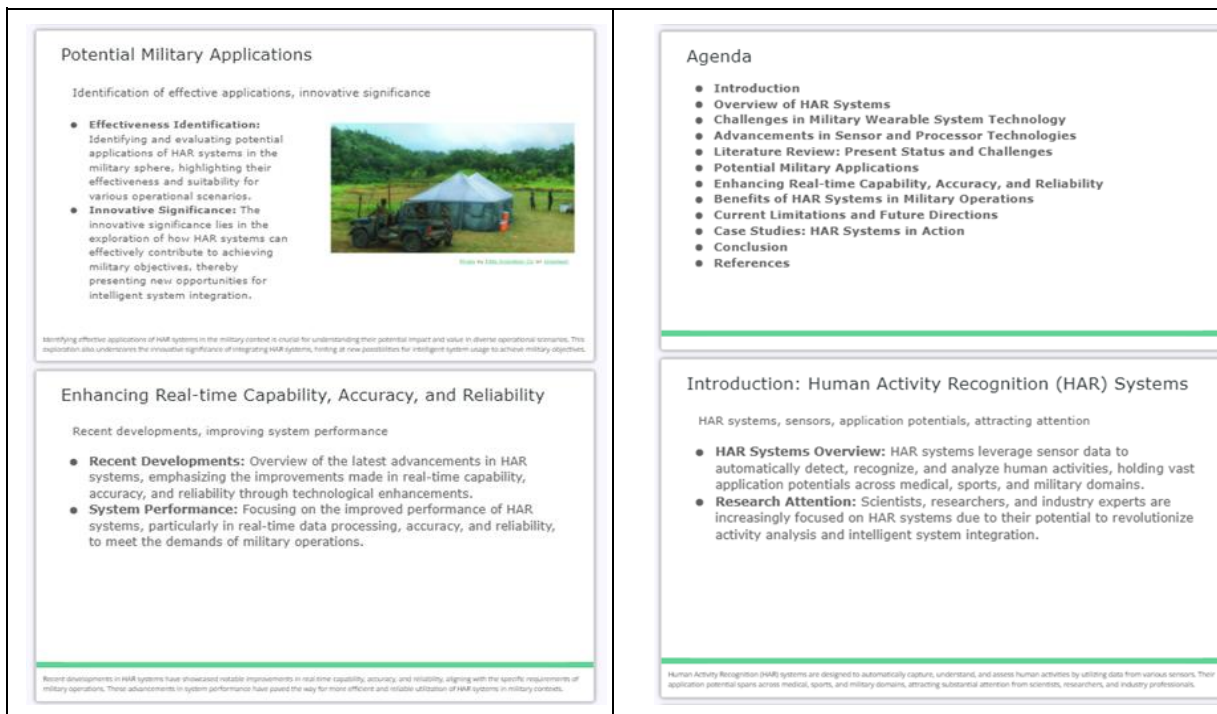 Potential Military Applications
Identification of effective applications, innovative significance
● Effectiveness Identification:
Identifying and evaluating potential
applications of HAR systems in the
military sphere, highlighting their
effectiveness and suitability for
various operational scenarios.
● Innovative Significance: The
innovative significance lies in the
exploration of how HAR systems can
effectively contribute to achieving
military objectives, thereby
presenting new opportunities for
intelligent system integration.
Identifying effective applications of HAR systems in the military context is crucial for understanding their potential impact and value in diverse operational scenarios. This
exploration also underscores the innovative significance of integrating HAR systems, hinting at new possibilities for intelligent system usage to achieve military objectives.
Enhancing Real-time Capability, Accuracy, and Reliability
Recent developments, improving system performance
● Recent Developments: Overview of the latest advancements in HAR
systems, emphasizing the improvements made in real-time capability,
accuracy, and reliability through technological enhancements.
● System Performance: Focusing on the improved performance of HAR
systems, particularly in real-time data processing, accuracy, and reliability,
to meet the demands of military operations.
Recent developments in HAR systems have showcased notable improvements in real-time capability, accuracy, and reliability, aligning with the specific requirements of
military operations. These advancements in system performance have paved the way for more efficient and reliable utilization of HAR systems in military contexts.
Agenda
● Introduction
● Overview of HAR Systems
● Challenges in Military Wearable System Technology
● Advancements in Sensor and Processor Technologies
● Literature Review: Present Status and Challenges
● Potential Military Applications
● Enhancing Real-time Capability, Accuracy, and Reliability
● Benefits of HAR Systems in Military Operations
● Current Limitations and Future Directions
● Case Studies: HAR Systems in Action
● Conclusion
● References
Introduction: Human Activity Recognition (HAR) Systems
HAR systems, sensors, application potentials, attracting attention
● HAR Systems Overview: HAR systems leverage sensor data to
automatically detect, recognize, and analyze human activities, holding vast
application potentials across medical, sports, and military domains.
● Research Attention: Scientists, researchers, and industry experts are
increasingly focused on HAR systems due to their potential to revolutionize
activity analysis and intelligent system integration.
Human Activity Recognition (HAR) systems are designed to automatically capture, understand, and assess human activities by utilizing data from various sensors. Their
application potential spans across medical, sports, and military domains, attracting substantial attention from scientists, researchers, and industry professionals.